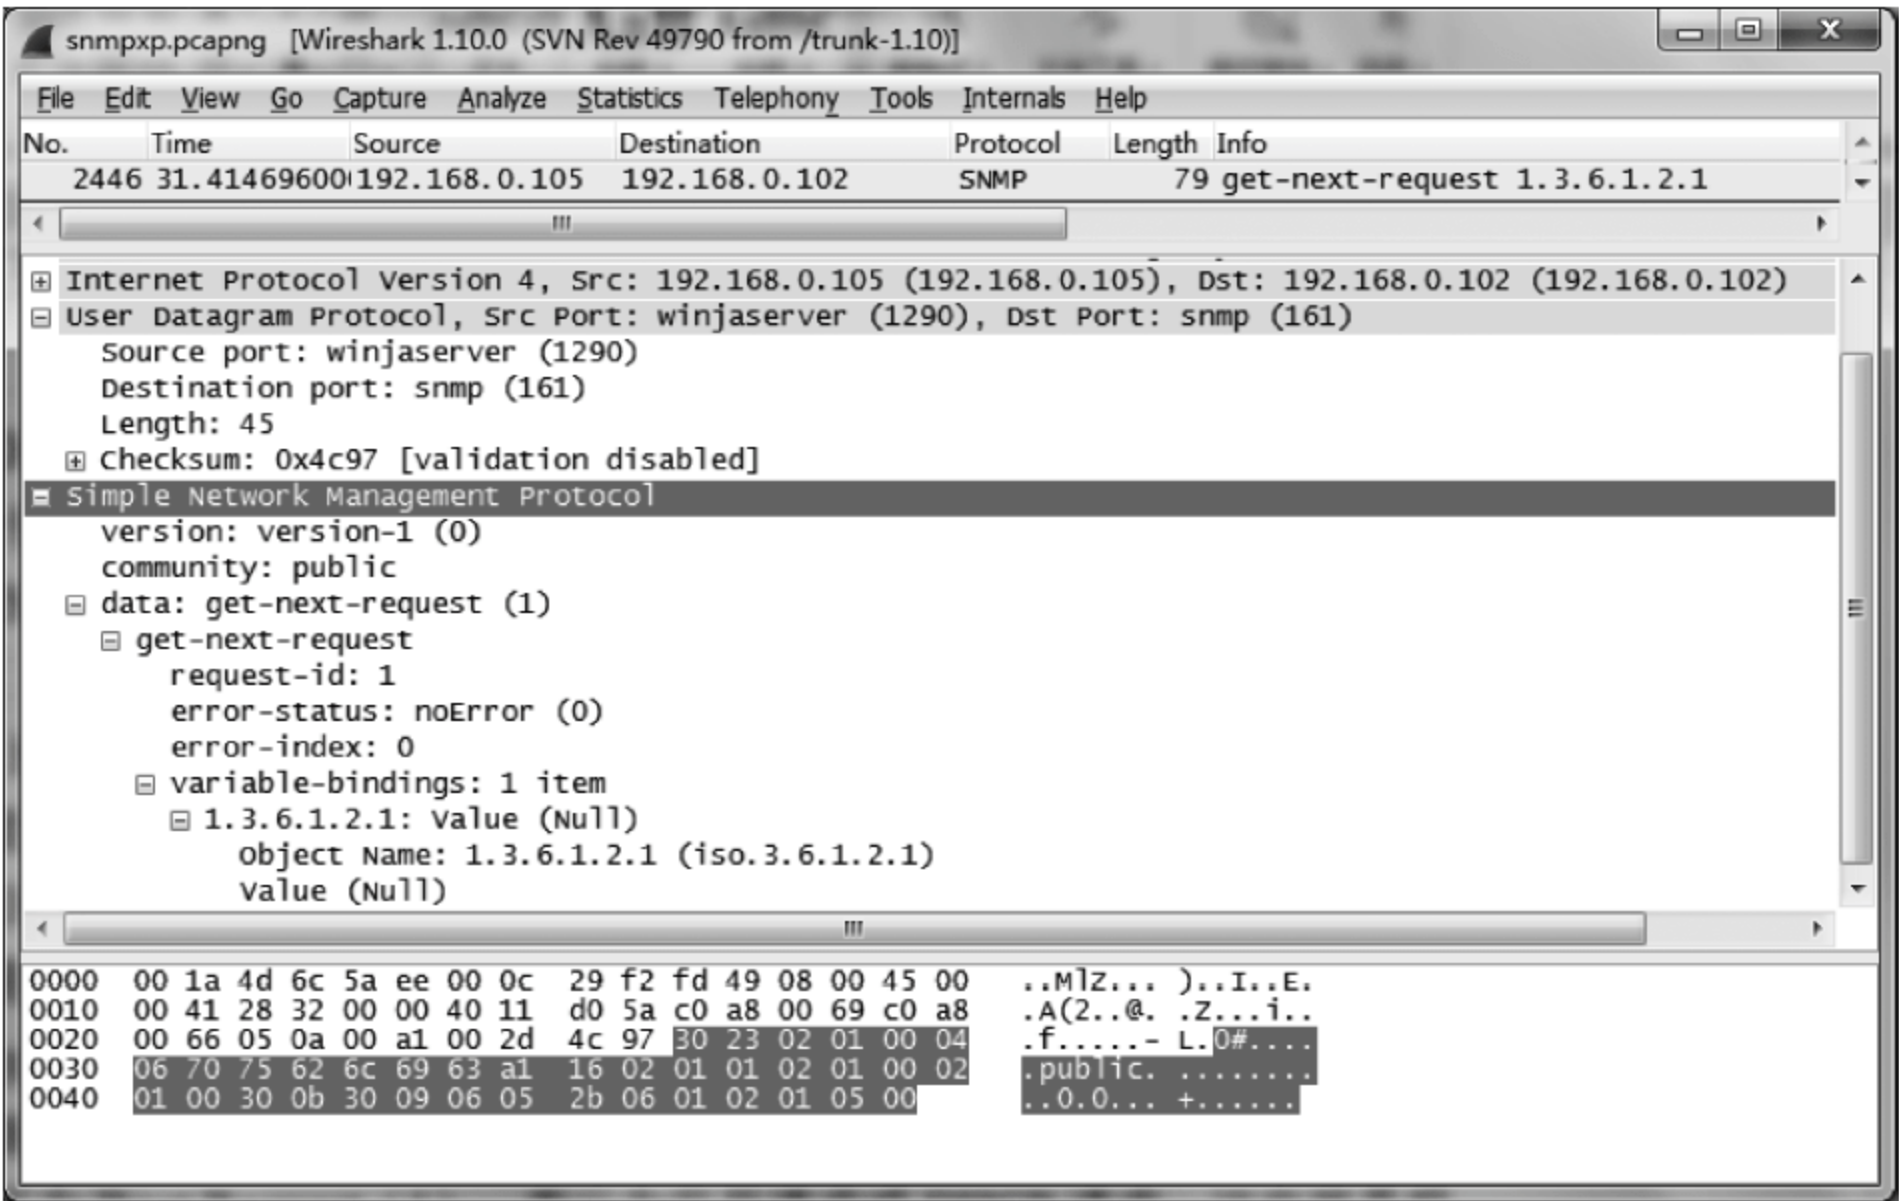 snmpxp.pcapng [Wireshark 1.10.0 (SVN Rev 49790 from /trunk-1.10)]
File Edit View Go Capture Analyze Statistics Telephony Tools Internals Help
No. Time Source Destination Protocol Length Info
2446 31.41469600 192.168.0.105 192.168.0.102 SNMP 79 get-next-request 1.3.6.1.2.1
Internet Protocol Version 4, Src: 192.168.0.105 (192.168.0.105), Dst: 192.168.0.102 (192.168.0.102)
User Datagram Protocol, Src Port: winjaserver (1290), Dst Port: snmp (161)
Source port: winjaserver (1290)
Destination port: snmp (161)
Length: 45
Checksum: 0x4c97 [validation disabled]
Simple Network Management Protocol
version: version-1 (0)
community: public
data: get-next-request (1)
get-next-request
request-id: 1
error-status: noError (0)
error-index: 0
variable-bindings: 1 item
1.3.6.1.2.1: Value (Null)
Object Name: 1.3.6.1.2.1 (iso.3.6.1.2.1)
Value (Null)
0000 00 1a 4d 6c 5a ee 00 0c 29 f2 fd 49 08 00 45 00 ..MlZ... )..I..E.
0010 00 41 28 32 00 00 40 11 d0 5a c0 a8 00 69 c0 a8 .A(2..@. .Z...i..
0020 00 66 05 0a 00 a1 00 2d 4c 97 30 23 02 01 00 04 .f.....- L.0#....
0030 06 70 75 62 6c 69 63 a1 16 02 01 01 02 01 00 02 .public. ........
0040 01 00 30 0b 30 09 06 05 2b 06 01 02 01 05 00 ..0.0... +......